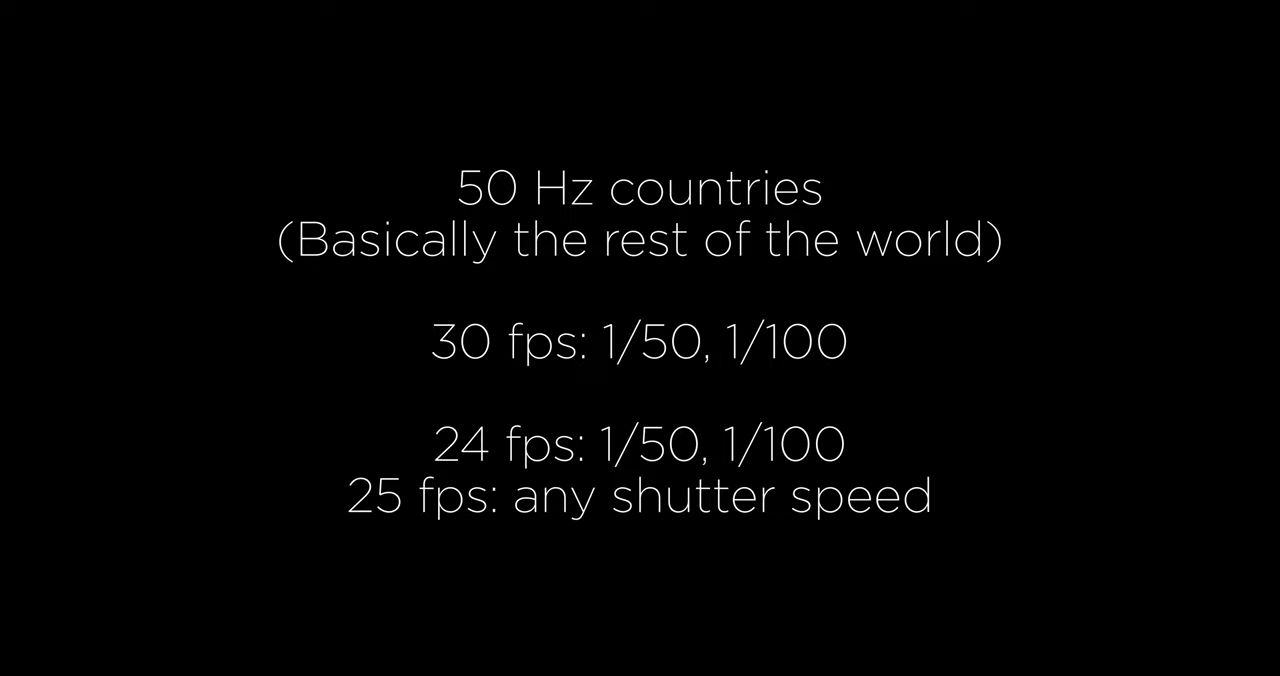 50 Hz countries
(Basically the rest of the world)
30 fps: 1/50, 1/100
24 fps: 1/50, 1/100
25 fps: any shutter speed